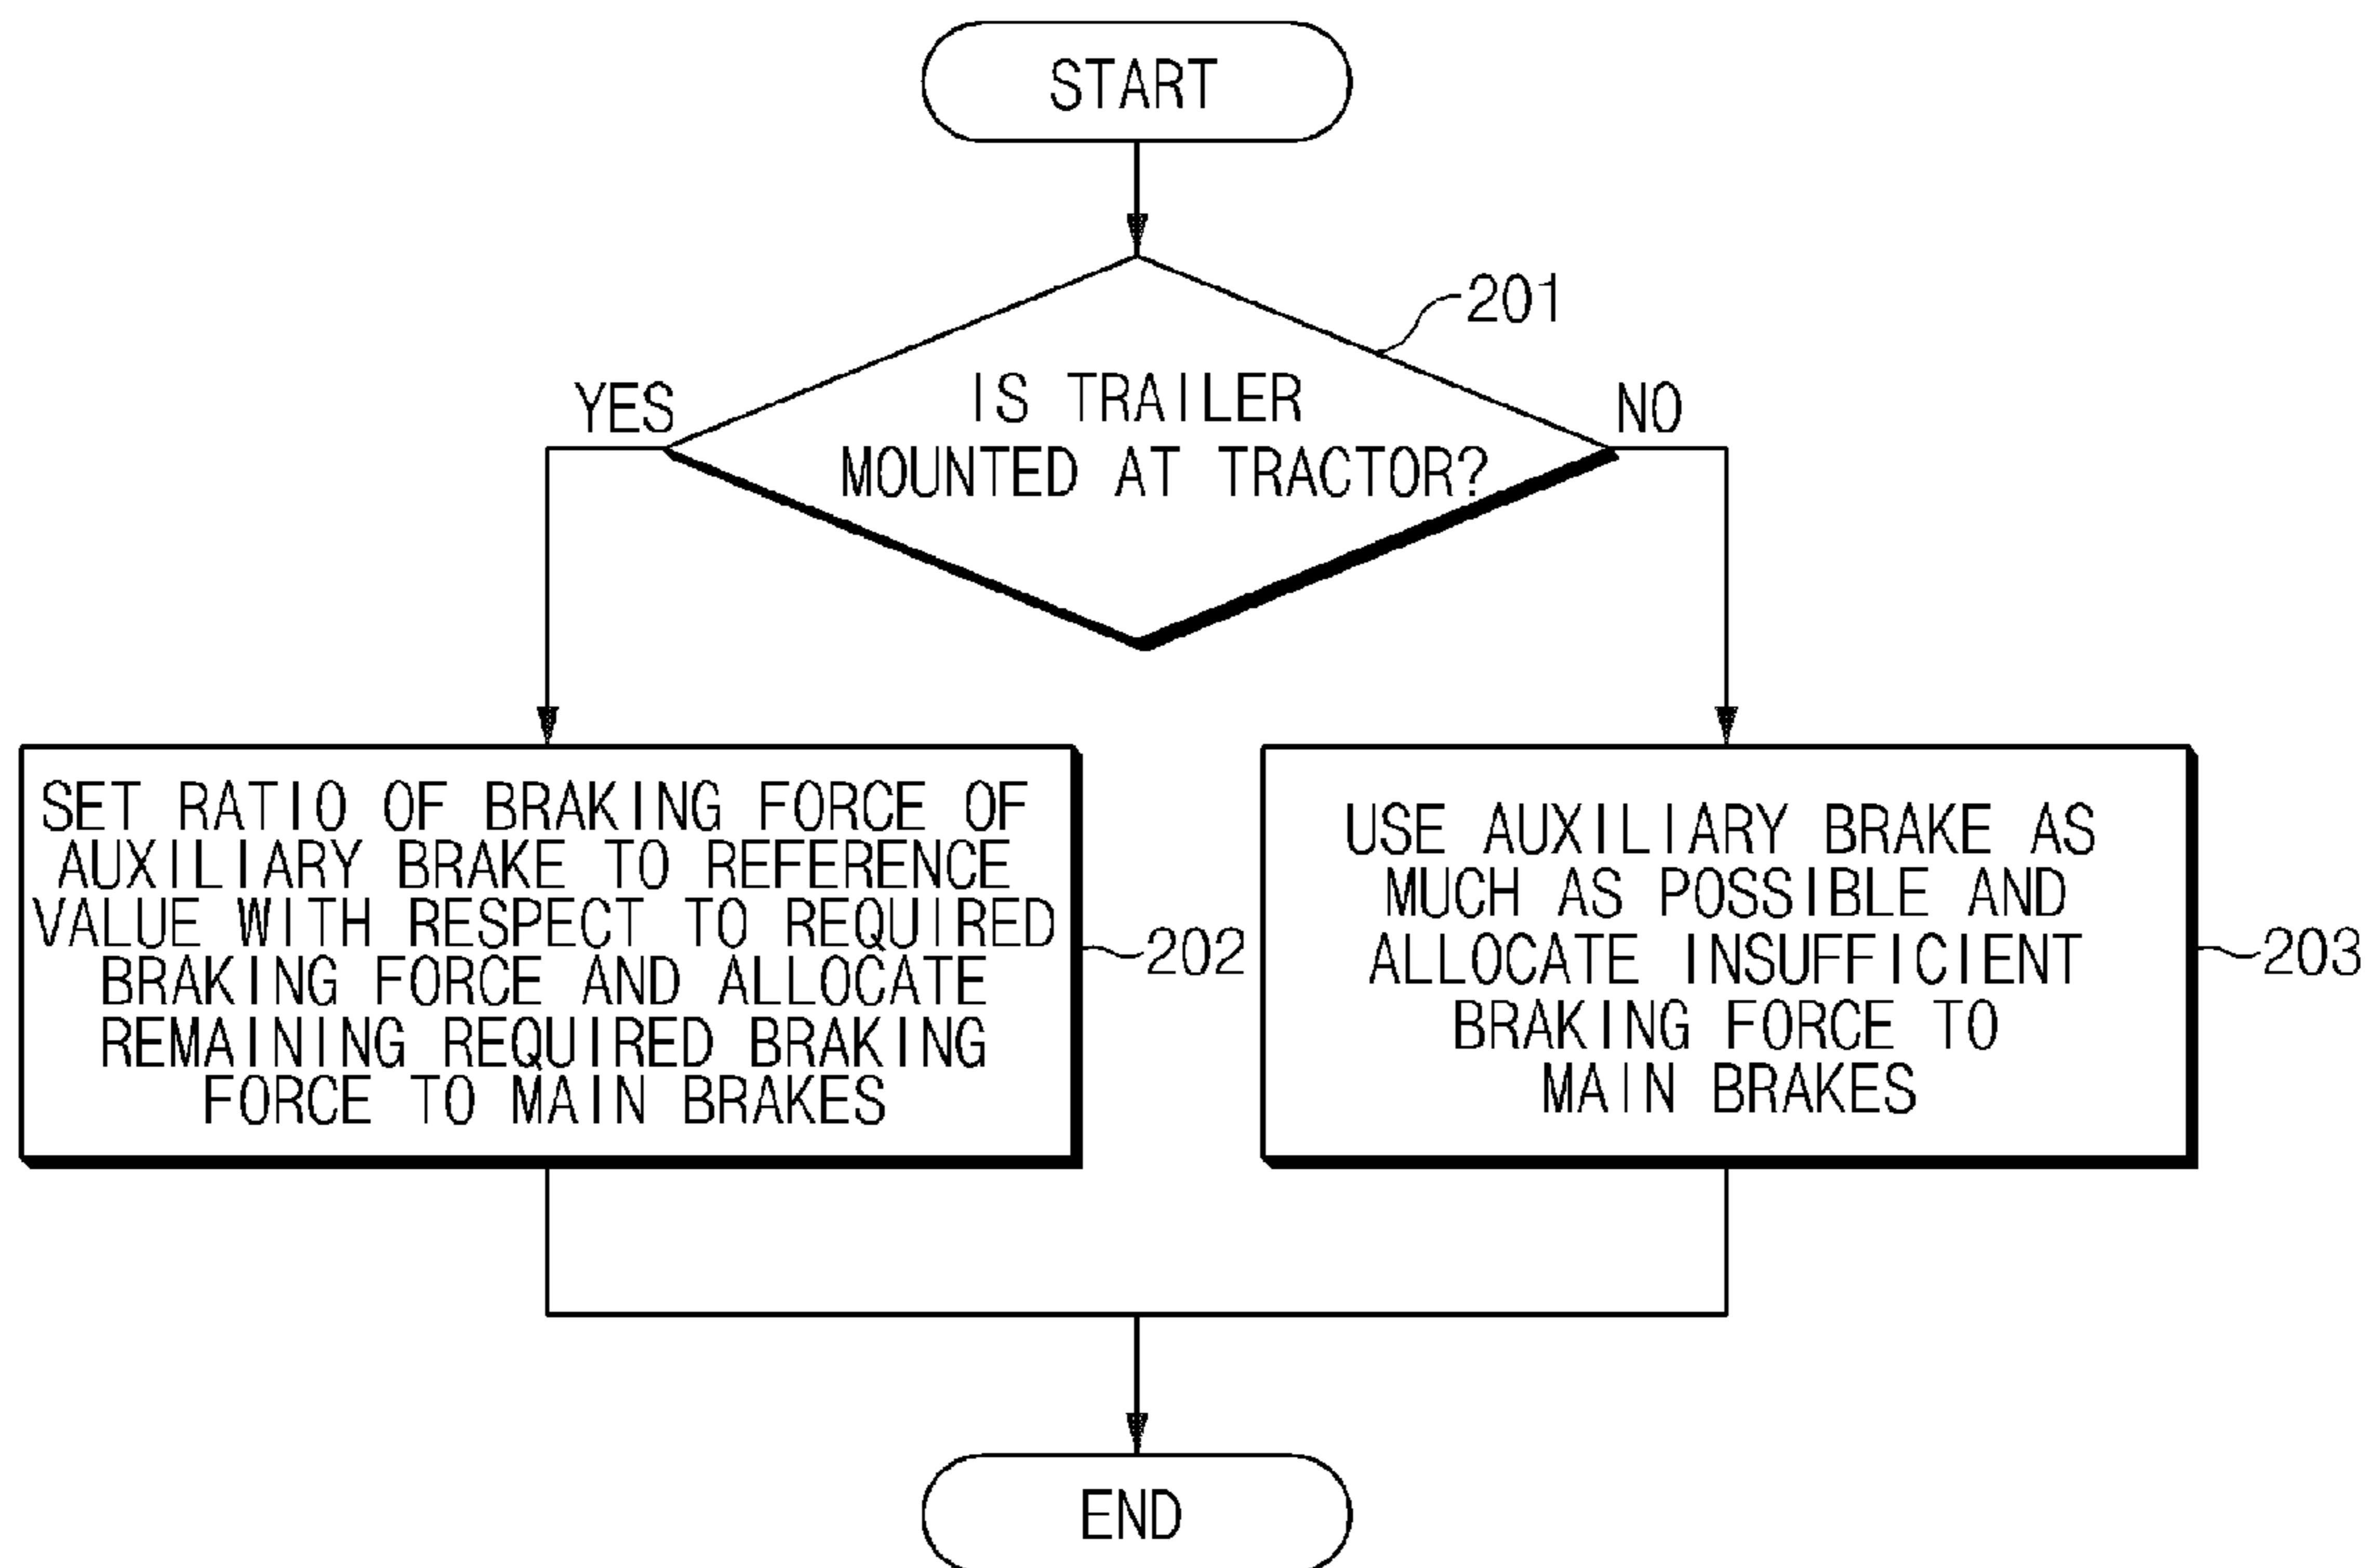 START
201
IS TRAILER
MOUNTED AT TRACTOR?
YES
NO
SET RATIO OF BRAKING FORCE OF
AUXILIARY BRAKE TO REFERENCE
VALUE WITH RESPECT TO REQUIRED
BRAKING FORCE AND ALLOCATE
REMAINING REQUIRED BRAKING
FORCE TO MAIN BRAKES
202
USE AUXILIARY BRAKE AS
MUCH AS POSSIBLE AND
ALLOCATE INSUFFICIENT
BRAKING FORCE TO
MAIN BRAKES
203
END